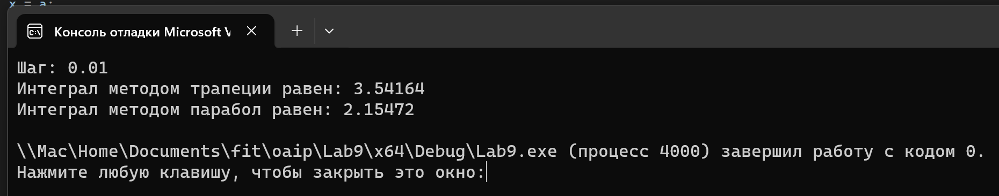 x = a;
Консоль отладки Microsoft V
Шаг: 0.01
Интеграл методом трапеции равен: 3.54164
Интеграл методом парабол равен: 2.15472
\\Mac\Home\Documents\fit\oaip\Lab9\x64\Debug\Lab9.exe (процесс 4000) завершил работу с кодом 0.
Нажмите любую клавишу, чтобы закрыть это окно: